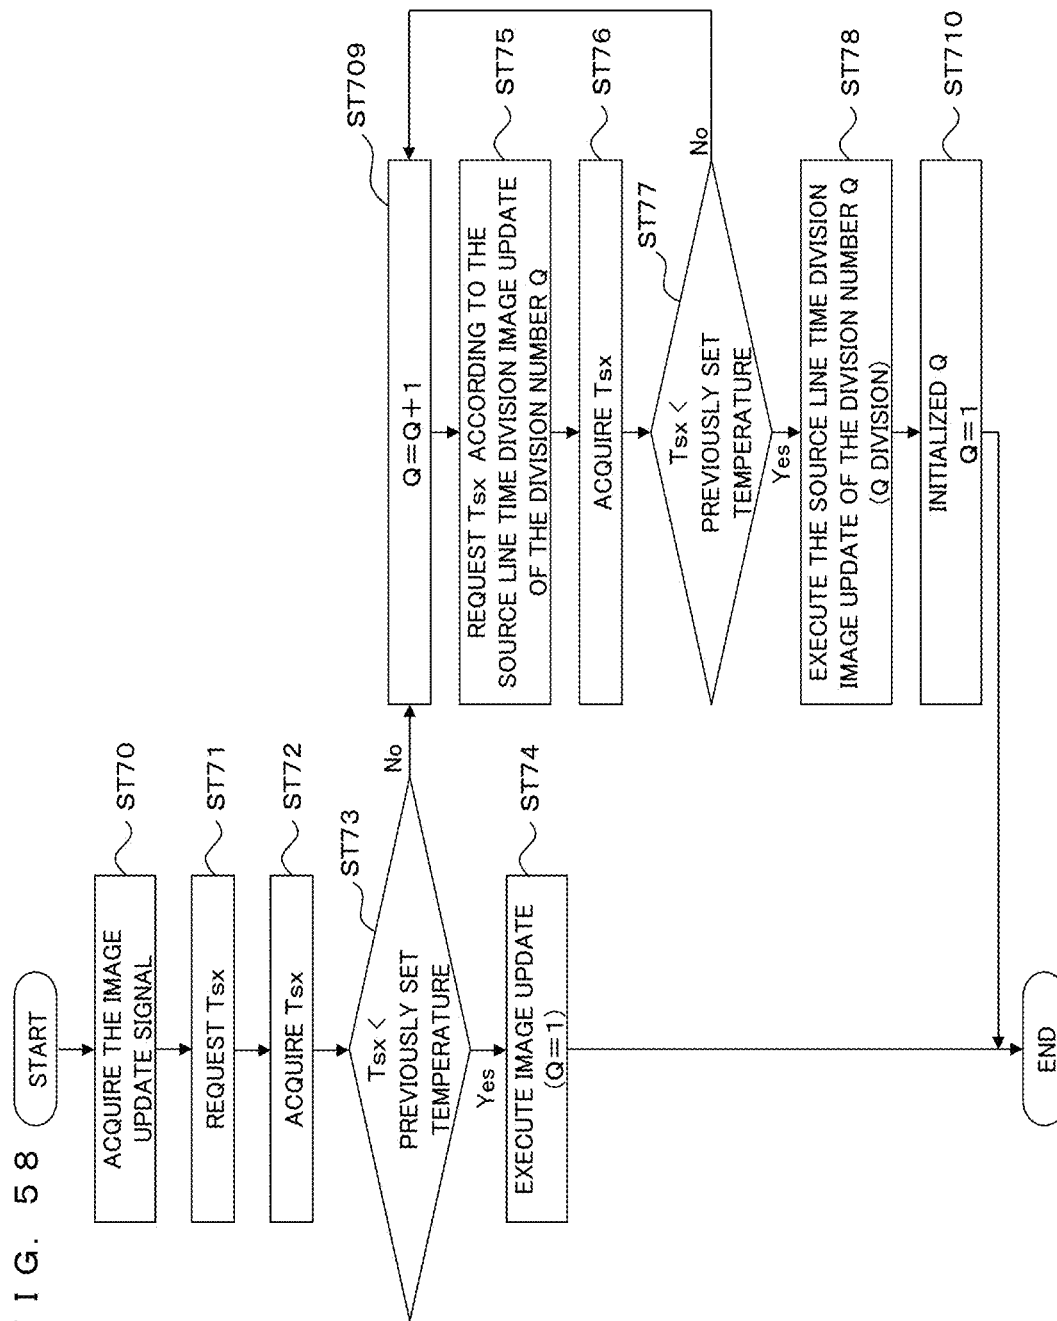 I G. 5 8
START
ACQUIRE THE IMAGE
UPDATE SIGNAL
ST70
REQUEST Tsx
ST71
ACQUIRE Tsx
ST72
Tsx <
PREVIOUSLY SET
TEMPERATURE
ST73
No
Yes
EXECUTE IMAGE UPDATE
(Q=1)
ST74
Q=Q+1
ST709
REQUEST Tsx ACCORDING TO THE
SOURCE LINE TIME DIVISION IMAGE UPDATE
OF THE DIVISION NUMBER Q
ST75
ACQUIRE Tsx
ST76
Tsx <
PREVIOUSLY SET
TEMPERATURE
ST77
No
Yes
EXECUTE THE SOURCE LINE TIME DIVISION
IMAGE UPDATE OF THE DIVISION NUMBER Q
(Q DIVISION)
ST78
INITIALIZED Q
Q=1
ST710
END